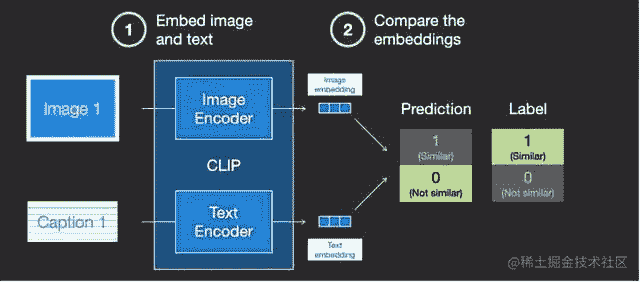 1 Embed image
and text
2 Compare the
embeddings
Image 1
Image
Encoder
Image
embedding
CLIP
Caption 1
Text
Encoder
Text
embedding
Prediction
1
(Similar)
0
(Not similar)
Label
1
(Similar)
0
(Not similar)
@稀土掘金技术社区